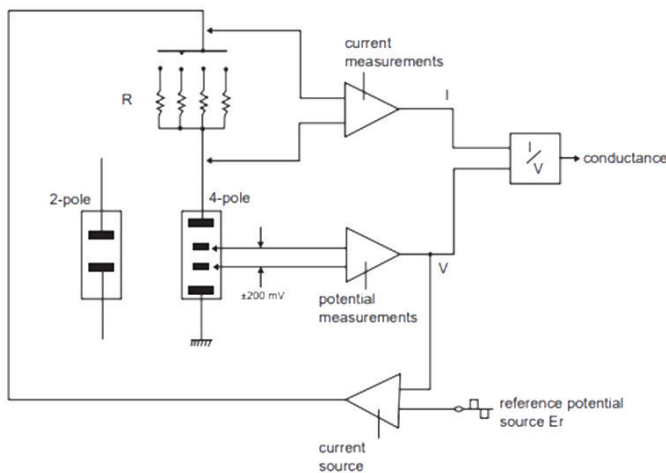 current
measurements
R
I
I
/
V
conductance
2-pole
4-pole
±200 mV
V
potential
measurements
reference potential
source Er
current
source